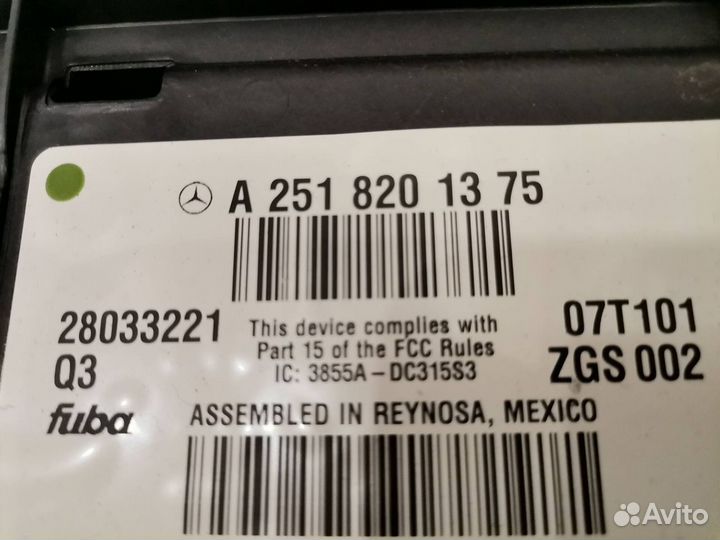 A 251 820 13 75
28033221
Q3
This device complies with
Part 15 of the FCC Rules
IC: 3855A-DC315S3
07T101
ZGS 002
fuba
ASSEMBLED IN REYNOSA, MEXICO
Avito